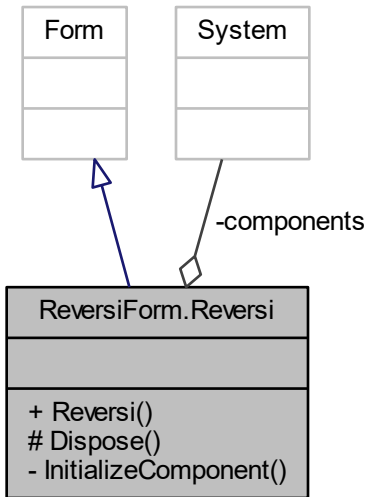 Form
System
-components
ReversiForm.Reversi
+ Reversi()
# Dispose()
- InitializeComponent()